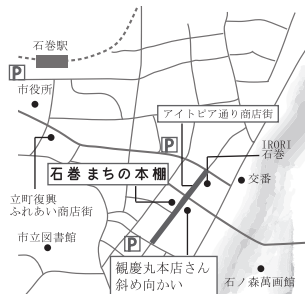 石巻駅
P
市役所
アイトピア通り商店街
P
IRORI
石巻
石巻 まちの本棚
交番
立町復興
ふれあい商店街
市立図書館
P
観慶丸本店さん
斜め向かい
石ノ森萬画館